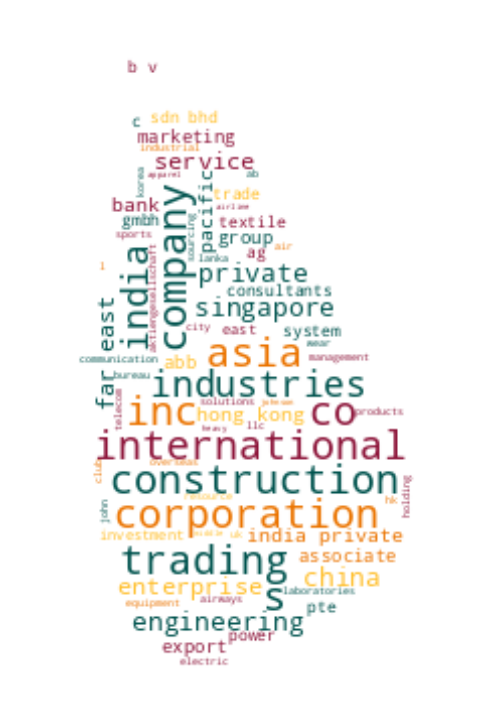 b v
c
sdn bhd
marketing
industrial
service
korea
apparel
ab
pacific
company
trade
bank
airline
gmbh
textile
sports
sourcing
group
india
air
ag
lanka
aktiengesellschaft
l
private
consultants
far east
singapore
city
east
system
wear
asia
communication
abb
management
bureau
industries
telecom
solutions
johnson
inc
hong kong
co
products
heavy
llc
international
club
overseas
construction
holding
resource
hk
john
corporation
investment
uk
india private
trading
associate
china
enterprise
s
laboratories
equipment
airways
pte
engineering
power
export
electric